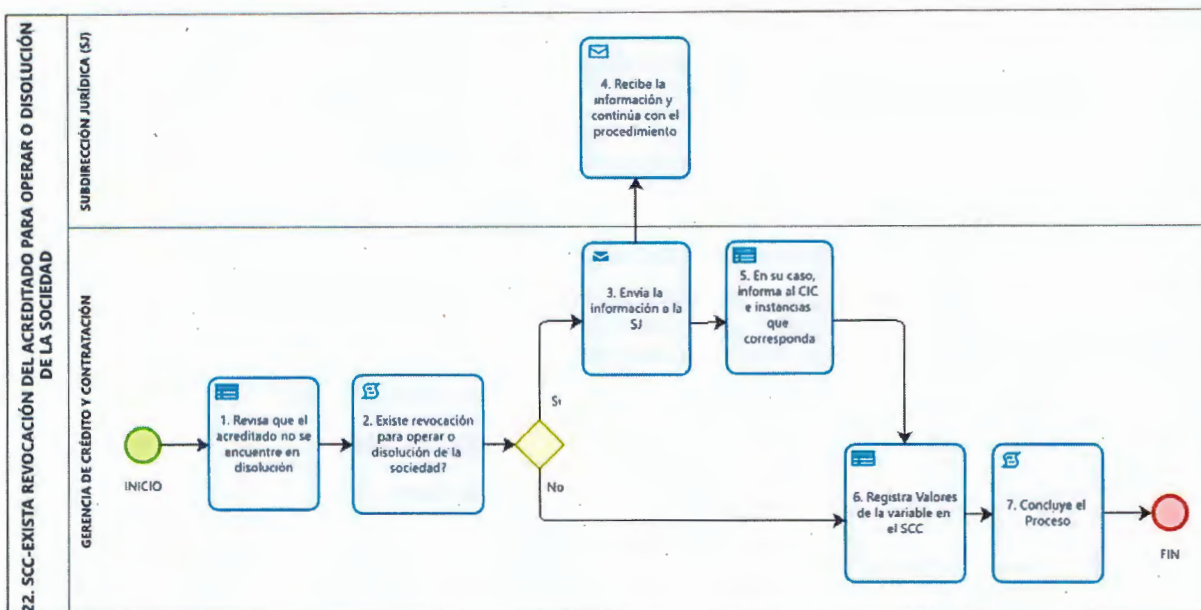 22. SCC-EXISTA REVOCACIÓN DEL ACREDITADO PARA OPERAR O DISOLUCIÓN
DE LA SOCIEDAD
SUBDIRECCIÓN JURÍDICA (SJ)
4. Recibe la
información y
continúa con el
procedimiento
GERENCIA DE CRÉDITO Y CONTRATACIÓN
INICIO
1. Revisa que el
acreditado no se
encuentre en
disolución
2. Existe revocación
para operar o
disolución de la
sociedad?
Si
No
3. Envía la
información a la
SJ
5. En su caso,
informa al CIC
e instancias
que
corresponda
6. Registra Valores
de la variable en
el SCC
7. Concluye el
Proceso
FIN